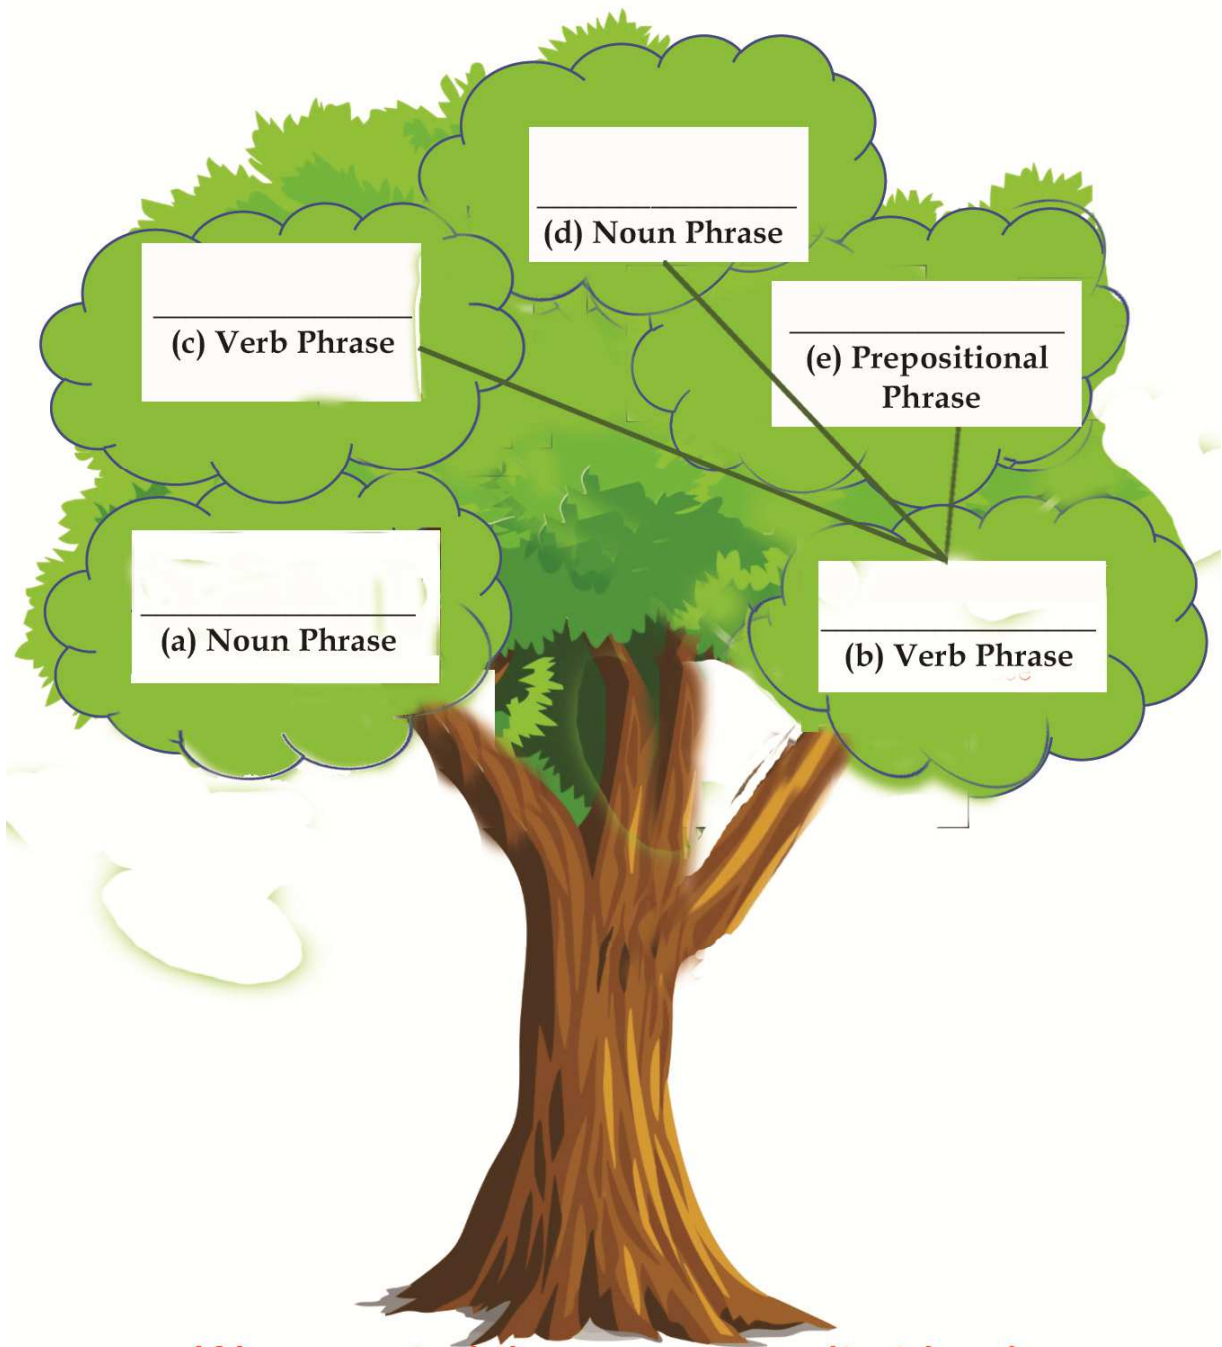 (d) Noun Phrase
(c) Verb Phrase
(e) Prepositional
Phrase
(a) Noun Phrase
(b) Verb Phrase